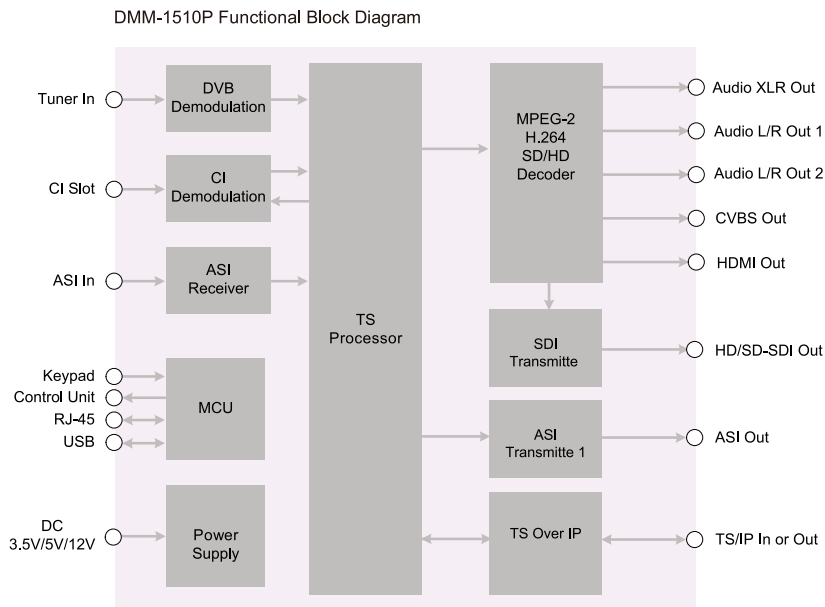 DMM-1510P Functional Block Diagram
Tuner In
DVB
Demodulation
CI Slot
CI
Demodulation
ASI In
ASI
Receiver
Keypad
Control Unit
RJ-45
USB
MCU
DC
3.5V/5V/12V
Power
Supply
TS
Processor
MPEG-2
H.264
SD/HD
Decoder
SDI
Transmitte
ASI
Transmitte 1
TS Over IP
Audio XLR Out
Audio L/R Out 1
Audio L/R Out 2
CVBS Out
HDMI Out
HD/SD-SDI Out
ASI Out
TS/IP In or Out